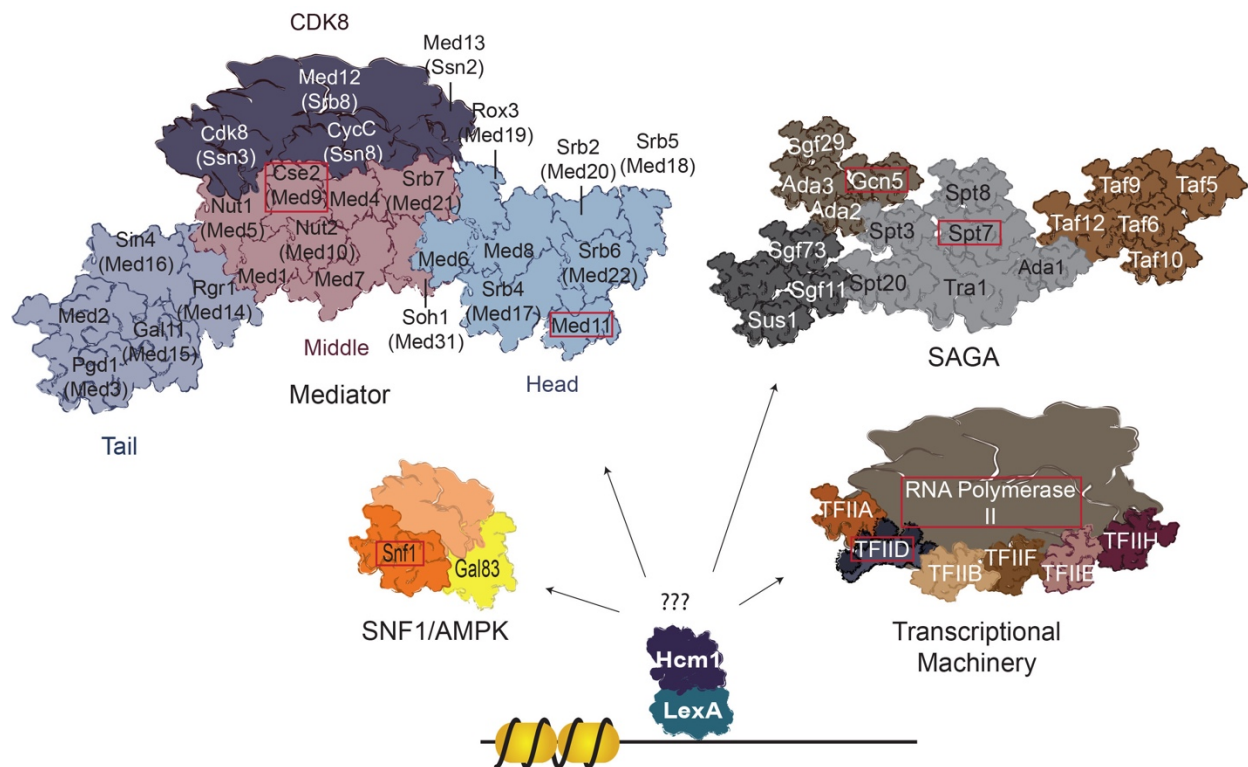 CDK8
Med13
(Ssn2)
Med12
(Srb8)
Rox3
(Med19)
Cdk8
(Ssn3)
CycC
(Ssn8)
Srb2
(Med20)
Srb5
(Med18)
Cse2
(Med9)
Med4
Srb7
(Med21)
Nut1
(Med5)
Nut2
(Med10)
Sin4
(Med16)
Med6
Med8
Srb6
(Med22)
Med1
Med7
Rgr1
(Med14)
Srb4
(Med17)
Med2
Gal11
(Med15)
Soh1
(Med31)
Med11
Pgd1
(Med3)
Middle
Mediator
Head
Tail
Sgf29
Ada3
Gcn5
Ada2
Spt8
Taf9
Taf5
Spt3
Spt7
Taf12
Taf6
Sgf73
Ada1
Taf10
Sgf11
Spt20
Tra1
Sus1
SAGA
Snf1
Gal83
SNF1/AMPK
RNA Polymerase
II
TFIIA
TFIID
TFIIB
TFIIF
TFIIE
TFIIH
Transcriptional
Machinery
???
Hcm1
LexA